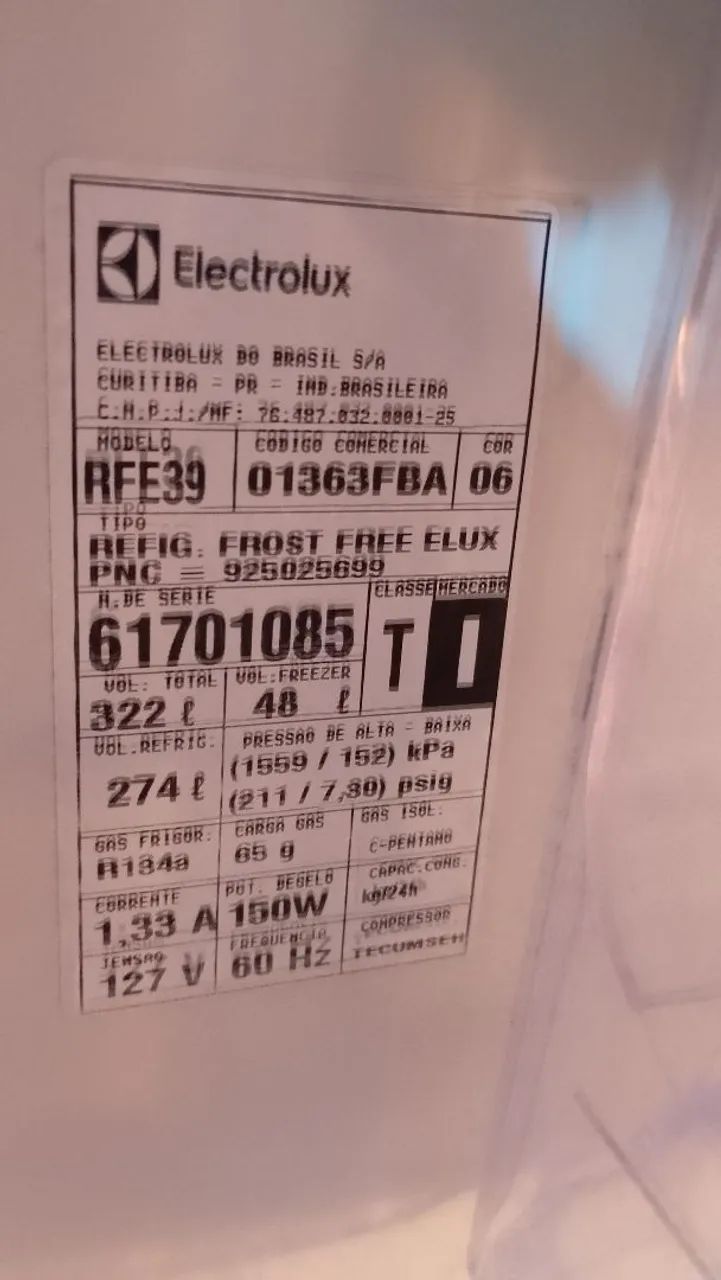 Electrolux
ELECTROLUX DO BRASIL S/A
CURITIBA - PR - IND.BRASILEIRA
C.N.P.J./MF: 76.487.032.0001-25
MODELO CODIGO COMERCIAL COR
RFE39 01363FBA 06
TIPO
REFIG. FROST FREE ELUX
PNC = 925025699
N.DE SERIE CLASSE MERCADO
61701085 T I
VOL. TOTAL VOL.FREEZER
322 ℓ 48 ℓ
VOL.REFRIG. PRESSAO DE ALTA - BAIXA
274 ℓ (1559 / 152) kPa
(211 / 7,30) psig
GAS FRIGOR. CARGA GAS GAS ISOL.
R134a 65 g C-PENTANO
CORRENTE POT. DEGELO CAPAC.CONG.
1,33 A 150W kg/24h
TENSAO FREQUENCIA COMPRESSOR
127 V 60 Hz TECUMSEH